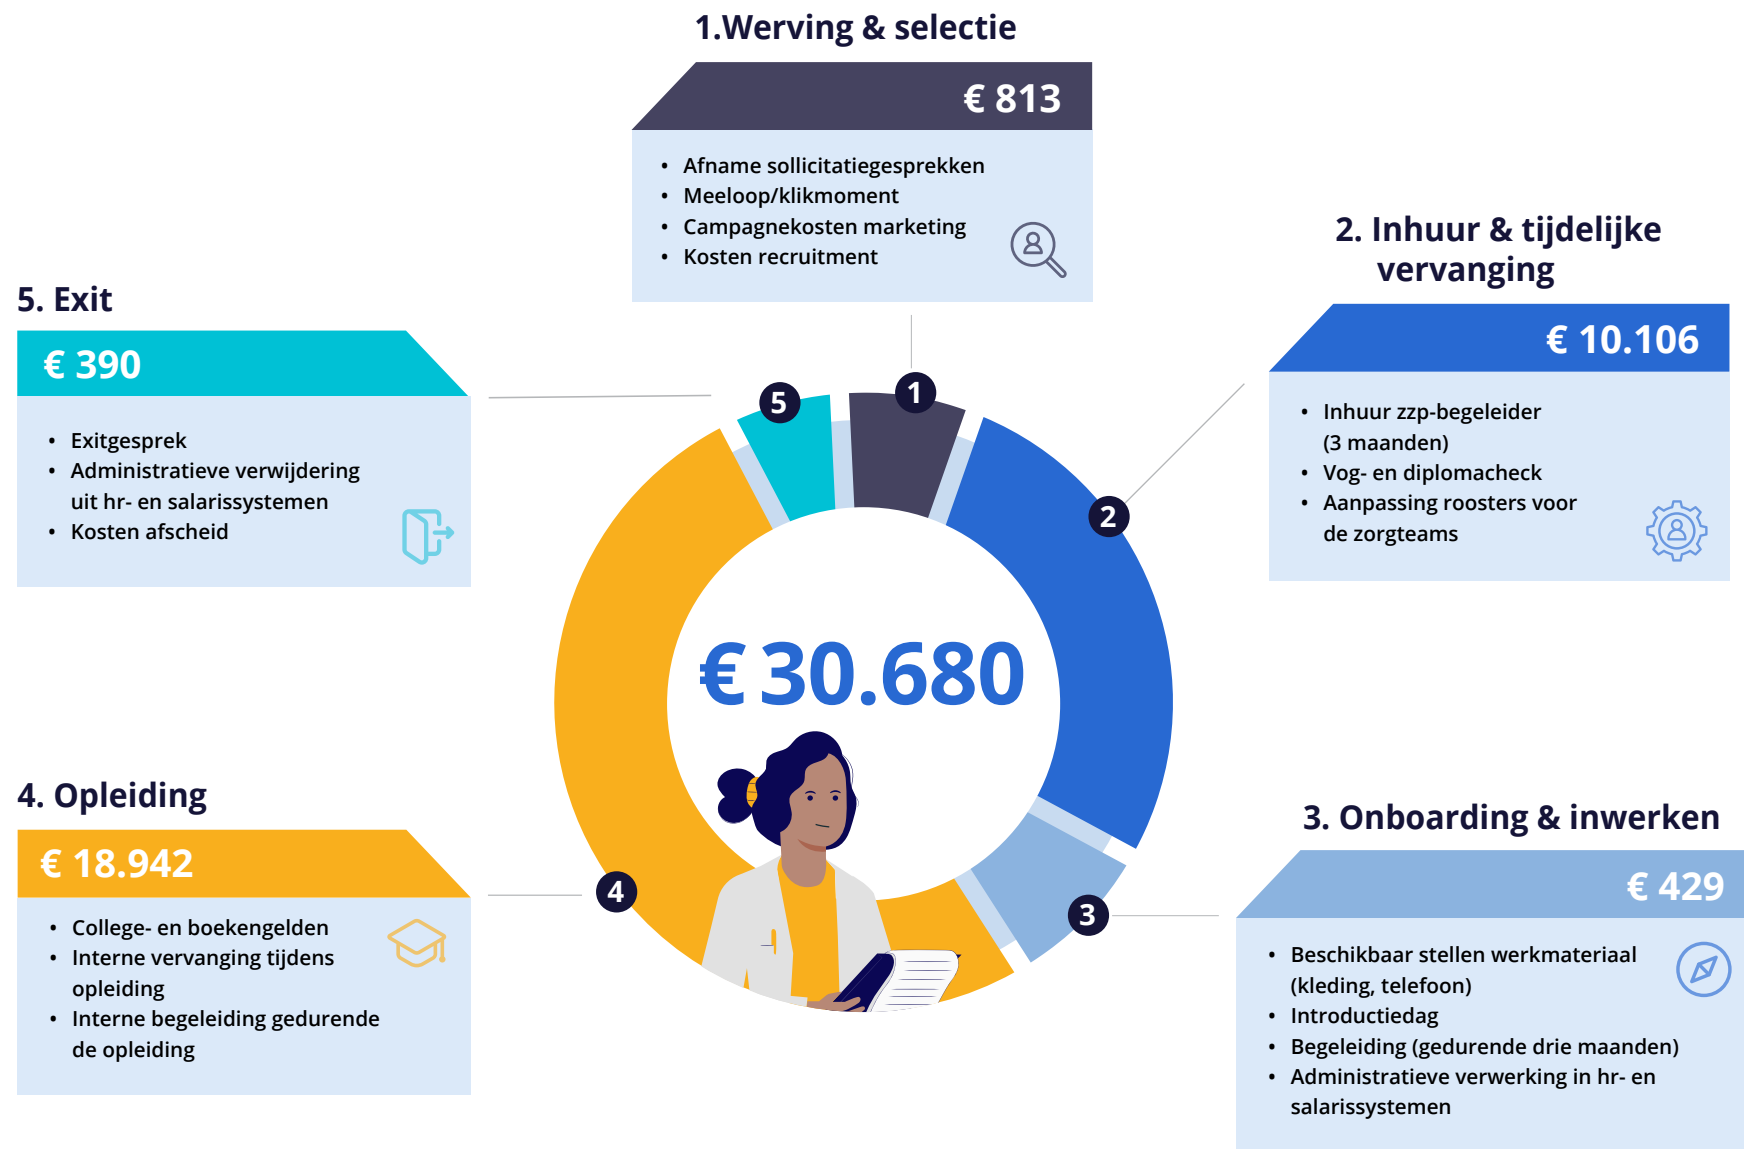 1.Werving & selectie
€ 813
• Afname sollicitatiegesprekken
• Meeloop/klikmoment
• Campagnekosten marketing
• Kosten recruitment
2. Inhuur & tijdelijke
vervanging
€ 10.106
• Inhuur zzp-begeleider
(3 maanden)
• Vog- en diplomacheck
• Aanpassing roosters voor
de zorgteams
3. Onboarding & inwerken
€ 429
• Beschikbaar stellen werkmateriaal
(kleding, telefoon)
• Introductiedag
• Begeleiding (gedurende drie maanden)
• Administratieve verwerking in hr- en
salarissystemen
4. Opleiding
€ 18.942
• College- en boekengelden
• Interne vervanging tijdens
opleiding
• Interne begeleiding gedurende
de opleiding
5. Exit
€ 390
• Exitgesprek
• Administratieve verwijdering
uit hr- en salarissystemen
• Kosten afscheid
1
2
3
4
5
€ 30.680